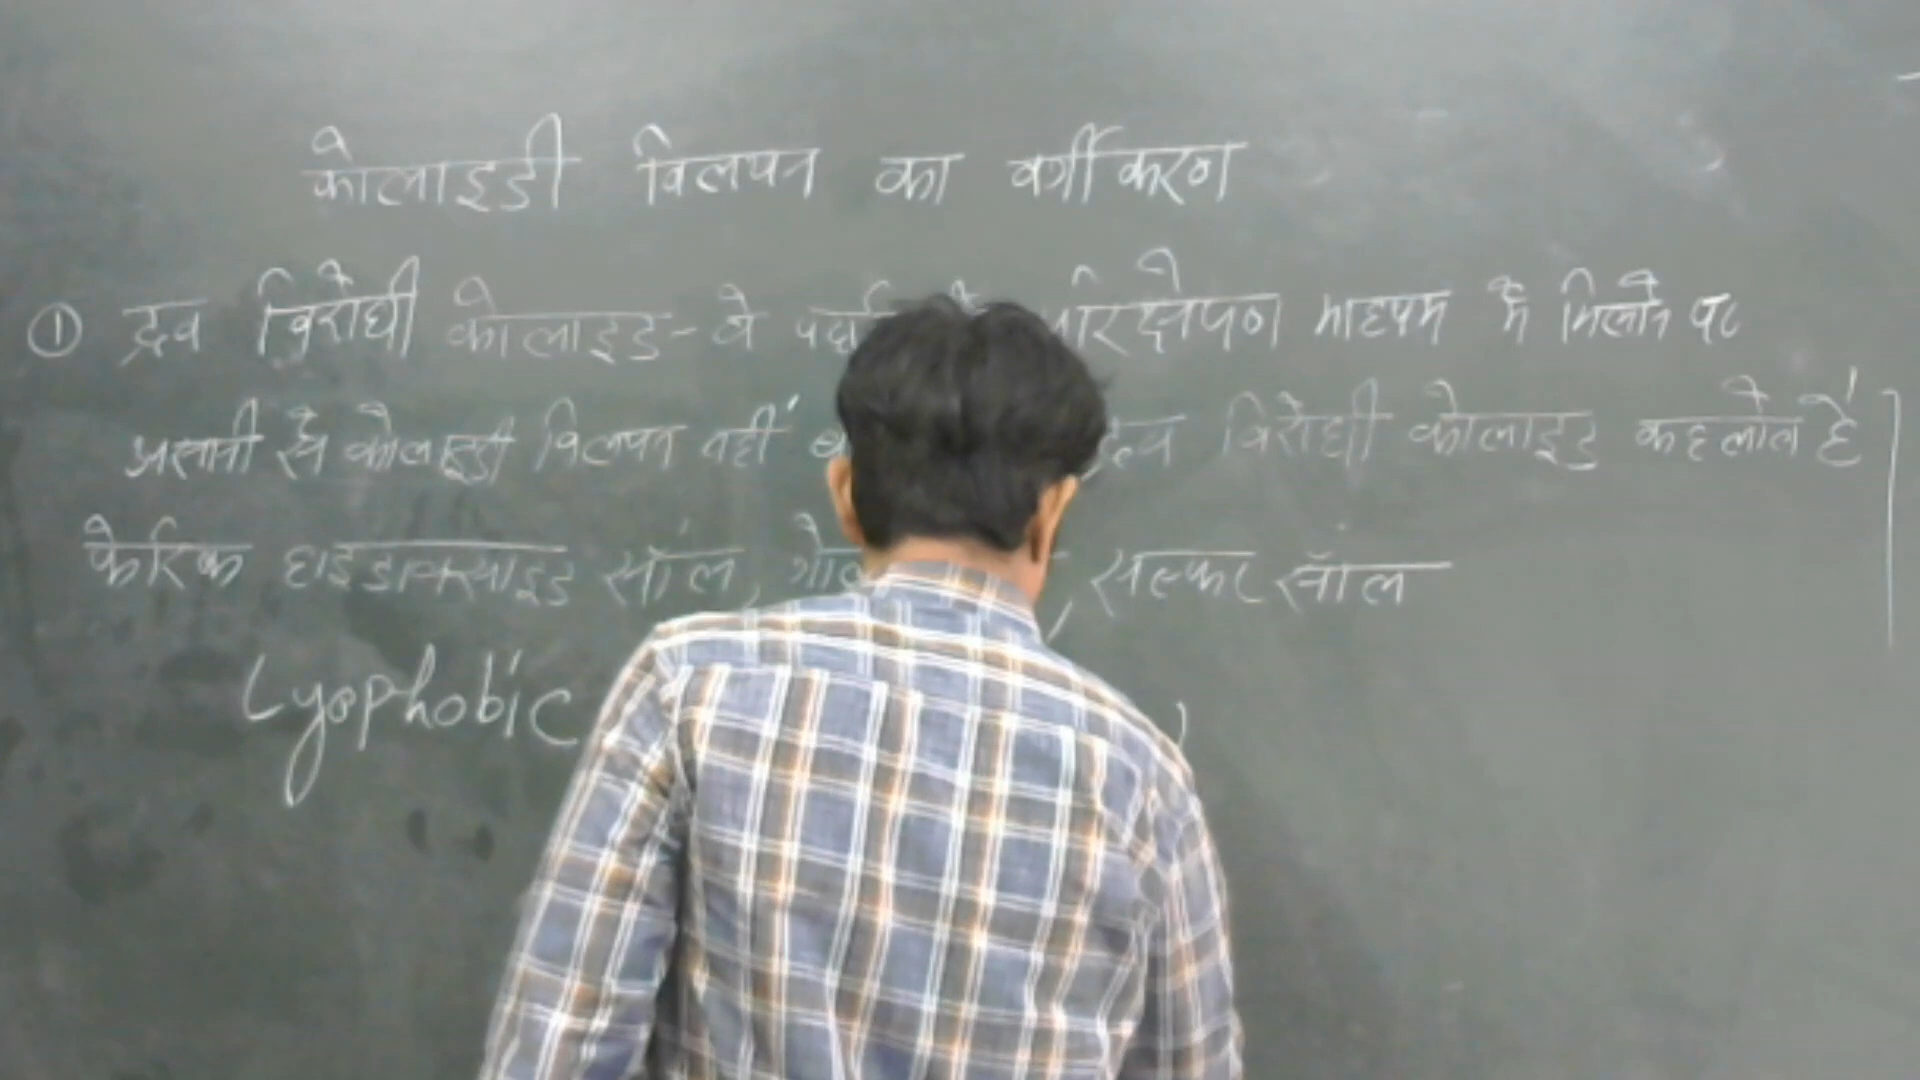 कोलाइडी विलयन का वर्गीकरण
① द्रव विरोधी कोलाइड - वे परिक्षेपण माध्यम में मिलाने पर
आसानी से कोलाइडी विलयन नहीं द्रव विरोधी कोलाइड कहलाते हैं
फेरिक हाइड्राक्साइड सॉल, सल्फर सॉल
Lyophobic